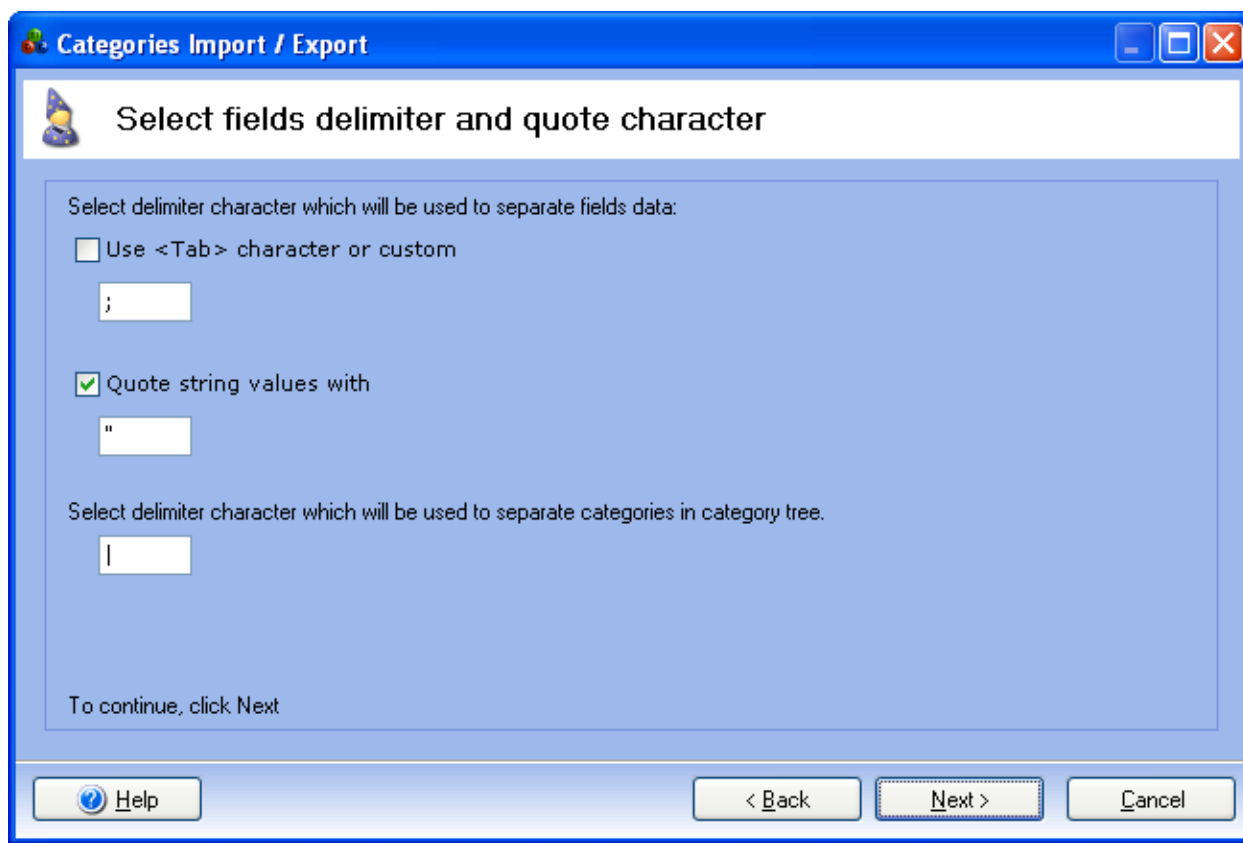 Categories Import / Export
Select fields delimiter and quote character
Select delimiter character which will be used to separate fields data:
Use <Tab> character or custom
;
Quote string values with
"
Select delimiter character which will be used to separate categories in category tree.
|
To continue, click Next
Help
< Back
Next >
Cancel